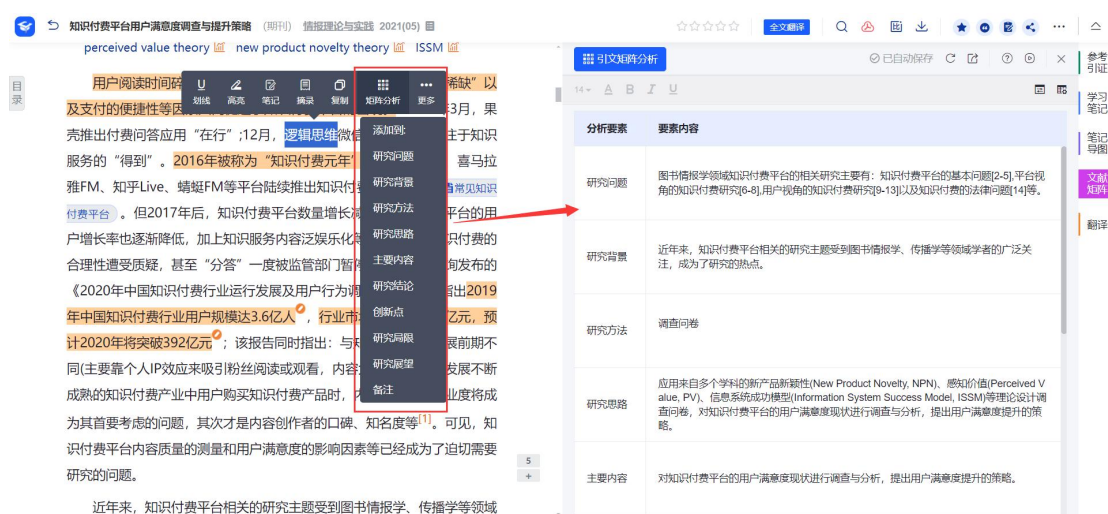 知识付费平台用户满意度调查与提升策略 (期刊) 情报理论与实践 2021(05)
全文翻译
perceived value theory new product novelty theory ISSM
目录
用户阅读时间碎 稀缺”以
及支付的便捷性等因 年3月，果
壳推出付费问答应用“在行”;12月，逻辑思维微信 注于知识
服务的“得到”。2016年被称为“知识付费元年” 喜马拉
雅FM、知乎Live、蜻蜓FM等平台陆续推出知识付 常见知识
付费平台 。但2017年后，知识付费平台数量增长减 平台的用
户增长率也逐渐降低，加上知识服务内容泛娱乐化等 识付费的
合理性遭受质疑，甚至“分答”一度被监管部门暂停 询发布的
《2020年中国知识付费行业运行发展及用户行为调 指出2019
年中国知识付费行业用户规模达3.6亿人，行业市 亿元，预
计2020年将突破392亿元；该报告同时指出：与 展前期不
同(主要靠个人IP效应来吸引粉丝阅读或观看，内容 发展不断
成熟的知识付费产业中用户购买知识付费产品时，内 业度将成
为其首要考虑的问题，其次才是内容创作者的口碑、知名度等[1]。可见，知
识付费平台内容质量的测量和用户满意度的影响因素等已经成为了迫切需要
研究的问题。
近年来，知识付费平台相关的研究主题受到图书情报学、传播学等领域
划线 高亮 笔记 摘录 复制 矩阵分析 更多
添加到:
研究问题
研究背景
研究方法
研究思路
主要内容
研究结论
创新点
研究局限
研究展望
备注
5
+
引文矩阵分析 已自动保存
14 A B I U
分析要素 要素内容
研究问题
图书情报学领域知识付费平台的相关研究主要有：知识付费平台的基本问题[2-5],平台视
角的知识付费研究[6-8],用户视角的知识付费研究[9-13]以及知识付费的法律问题[14]等。
研究背景
近年来，知识付费平台相关的研究主题受到图书情报学、传播学等领域学者的广泛关
注，成为了研究的热点。
研究方法
调查问卷
研究思路
应用来自多个学科的新产品新颖性(New Product Novelty, NPN)、感知价值(Perceived V
alue, PV)、信息系统成功模型(Information System Success Model, ISSM)等理论设计调
查问卷，对知识付费平台的用户满意度现状进行调查与分析，提出用户满意度提升的策
略。
主要内容
对知识付费平台的用户满意度现状进行调查与分析，提出用户满意度提升的策略。
参考
引证
学习
笔记
笔记
导图
文献
矩阵
翻译